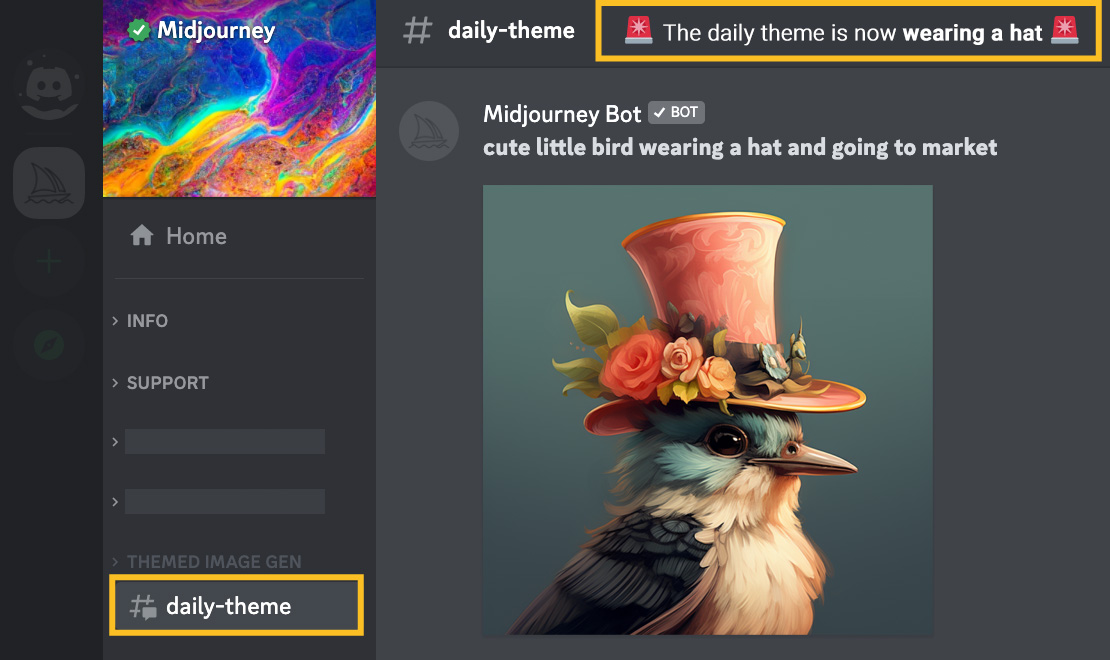 Midjourney
Home
INFO
SUPPORT
THEMED IMAGE GEN
daily-theme
# daily-theme
🚨 The daily theme is now wearing a hat 🚨
Midjourney Bot ✓ BOT
cute little bird wearing a hat and going to market